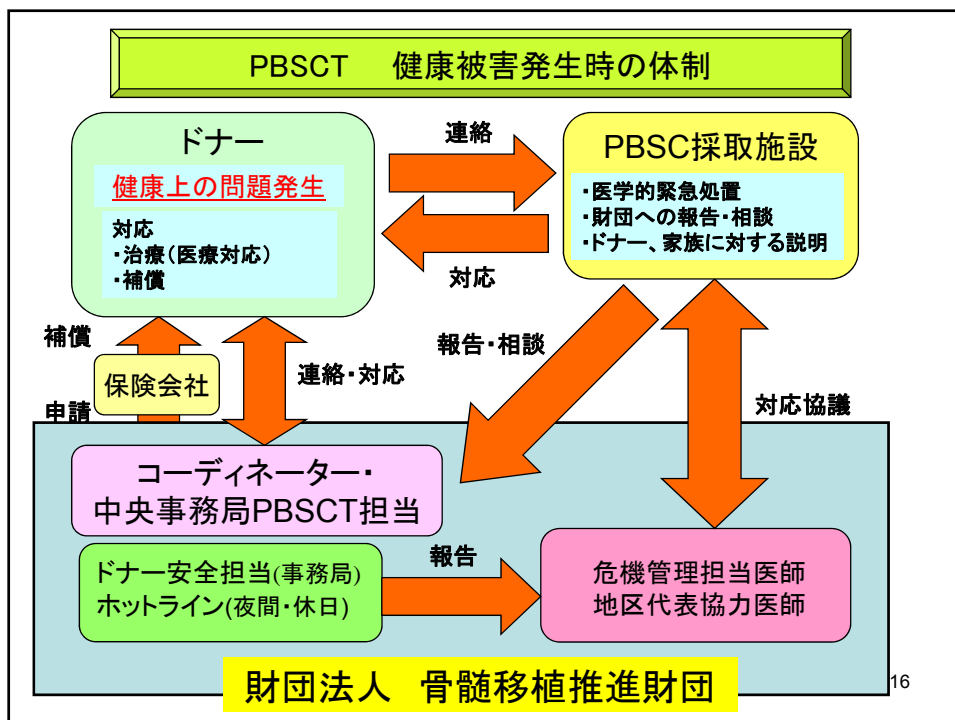 PBSCT 健康被害発生時の体制
ドナー
健康上の問題発生
対応
・治療(医療対応)
・補償
連絡
対応
PBSC採取施設
・医学的緊急処置
・財団への報告・相談
・ドナー、家族に対する説明
補償
保険会社
申請
連絡・対応
報告・相談
対応協議
コーディネーター・
中央事務局PBSCT担当
ドナー安全担当(事務局)
ホットライン(夜間・休日)
報告
危機管理担当医師
地区代表協力医師
財団法人 骨髄移植推進財団
16